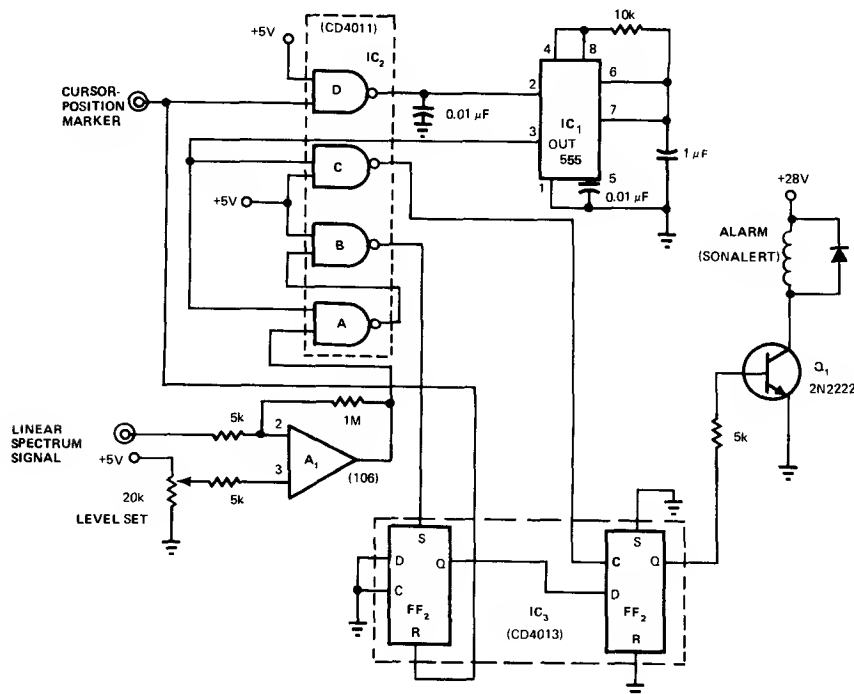 +5V
(CD4011)
IC₂
D
CURSOR-
POSITION
MARKER
0.01 μF
10k
4
8
2
6
IC₁
7
3
OUT
555
1
5
0.01 μF
1 μF
C
+5V
B
A
+28V
ALARM
(SONALERT)
Q₁
2N2222
5k
LINEAR
SPECTRUM
SIGNAL
5k
1M
2
A₁
3
(106)
+5V
20k
5k
LEVEL SET
S
D
Q
C
FF₂
R
IC₃
(CD4013)
S
C
Q
D
FF₂
R